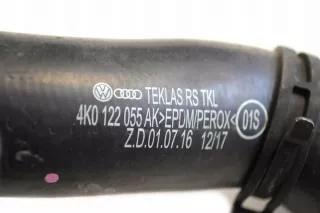 TEKLAS RS TKL
4K0 122 055 AK>EPDM/PEROX< 01S
Z.D.01.07.16 12/17